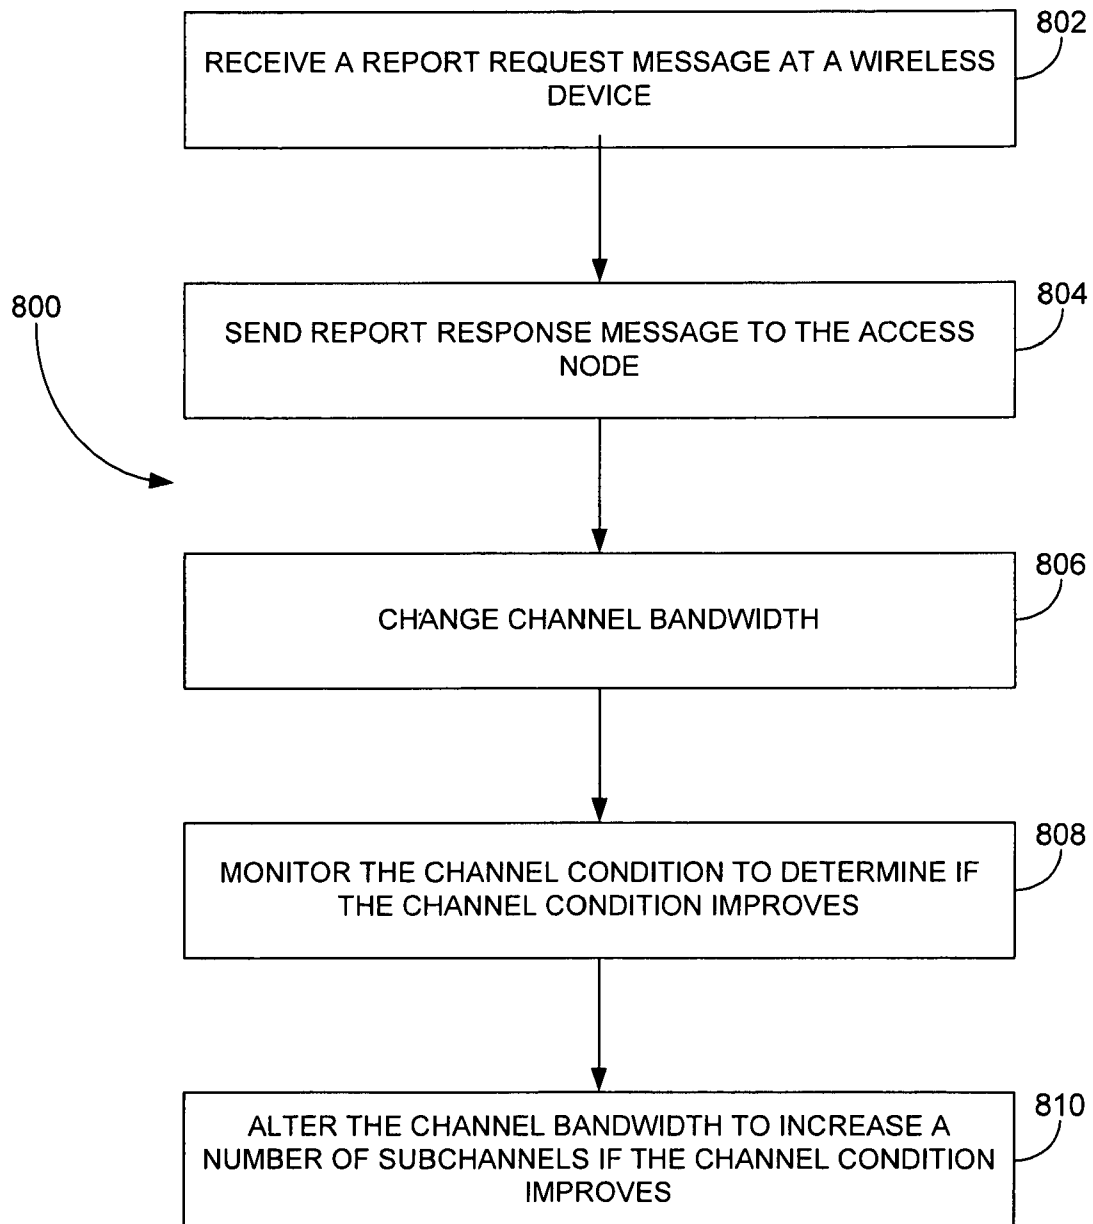 802
RECEIVE A REPORT REQUEST MESSAGE AT A WIRELESS
DEVICE
800
804
SEND REPORT RESPONSE MESSAGE TO THE ACCESS
NODE
806
CHANGE CHANNEL BANDWIDTH
808
MONITOR THE CHANNEL CONDITION TO DETERMINE IF
THE CHANNEL CONDITION IMPROVES
810
ALTER THE CHANNEL BANDWIDTH TO INCREASE A
NUMBER OF SUBCHANNELS IF THE CHANNEL CONDITION
IMPROVES